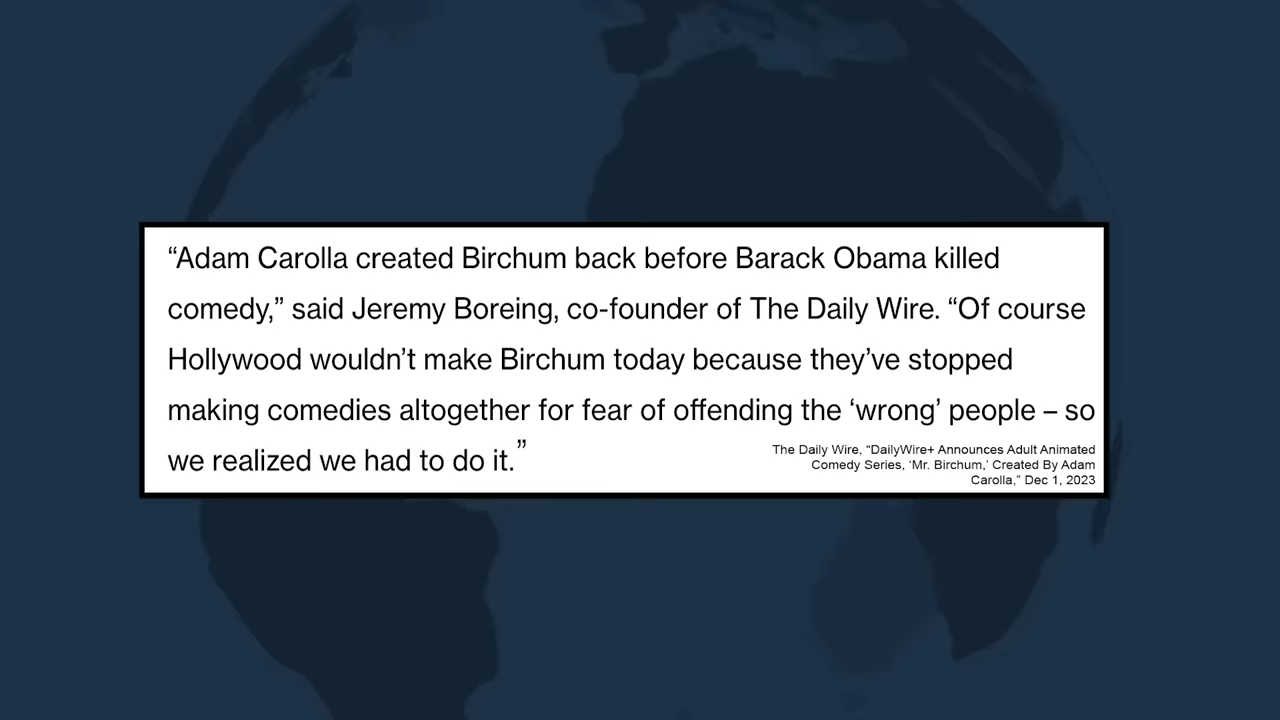 “Adam Carolla created Birchum back before Barack Obama killed
comedy,” said Jeremy Boreing, co-founder of The Daily Wire. “Of course
Hollywood wouldn’t make Birchum today because they’ve stopped
making comedies altogether for fear of offending the ‘wrong’ people – so
we realized we had to do it.”
The Daily Wire, “DailyWire+ Announces Adult Animated
Comedy Series, ‘Mr. Birchum,’ Created By Adam
Carolla,” Dec 1, 2023